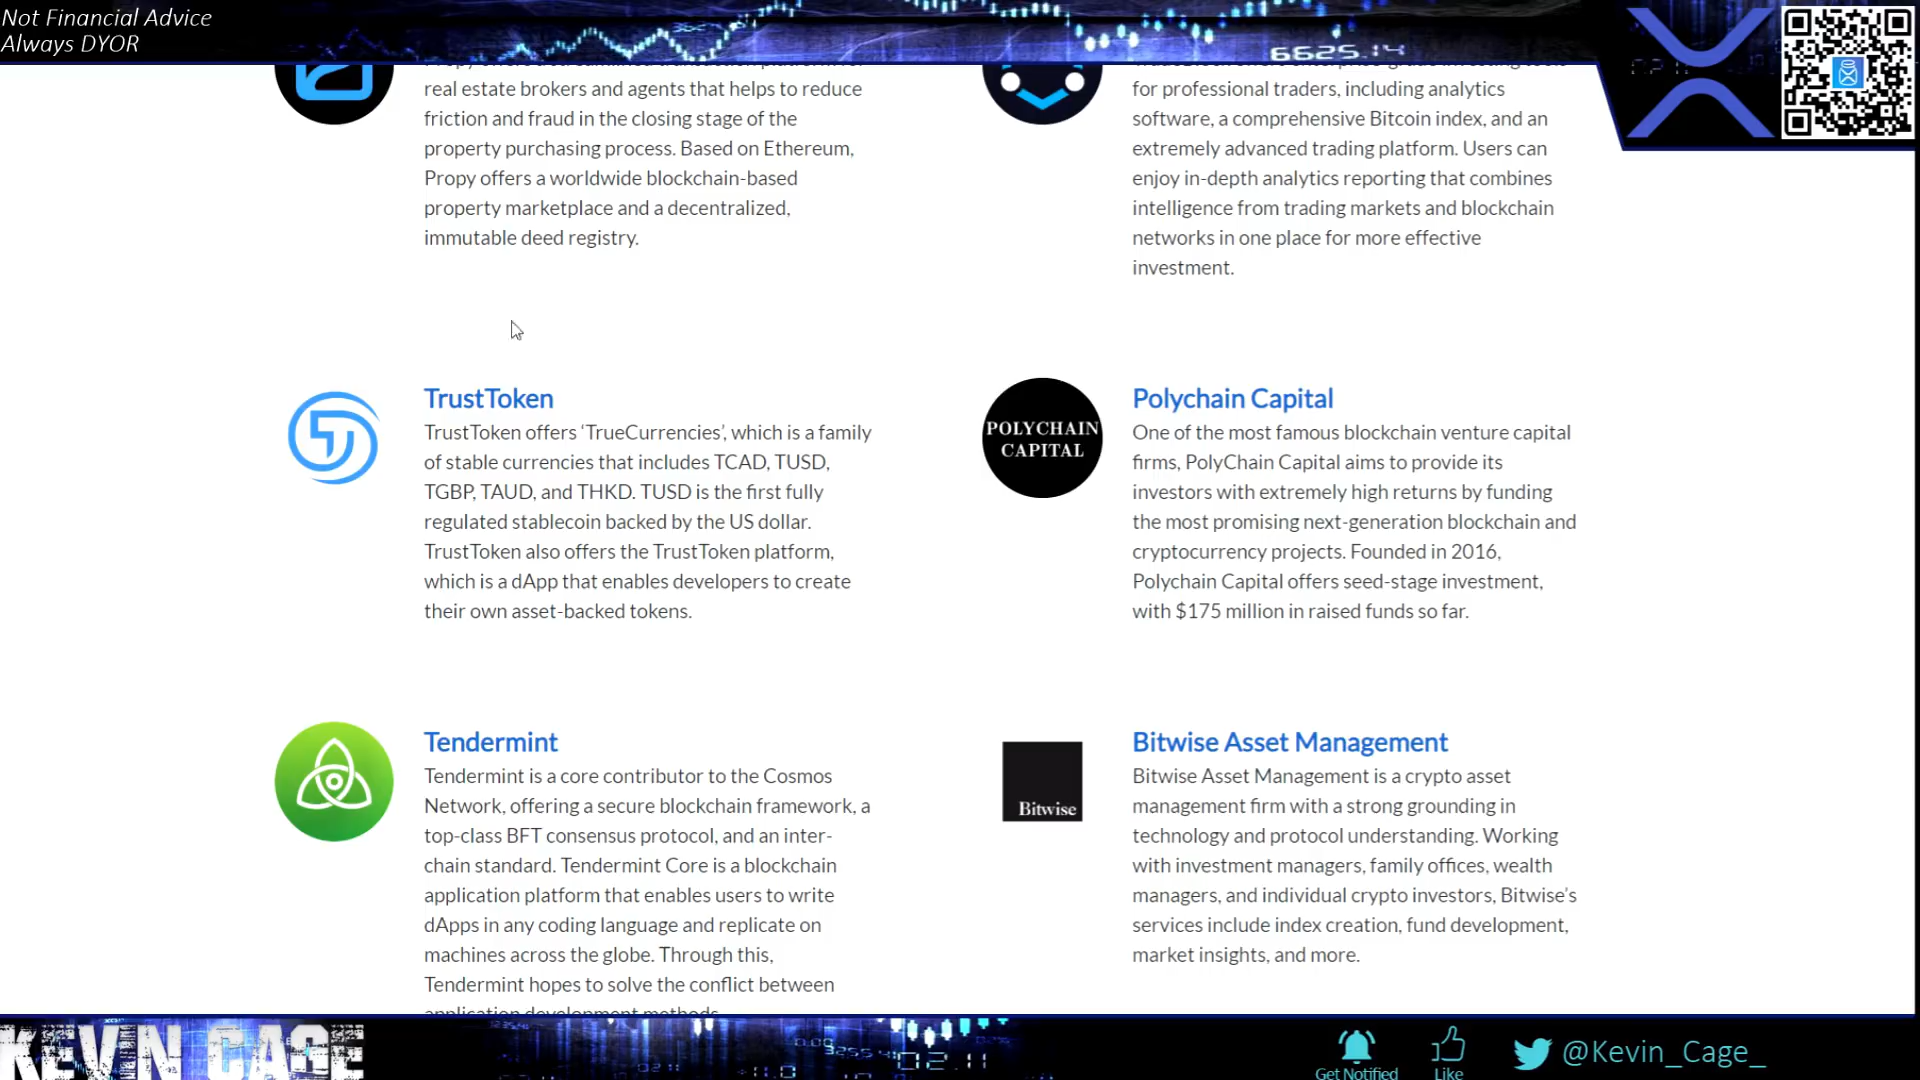 Not Financial Advice
Always DYOR
6625.14
real estate brokers and agents that helps to reduce
friction and fraud in the closing stage of the
property purchasing process. Based on Ethereum,
Propy offers a worldwide blockchain-based
property marketplace and a decentralized,
immutable deed registry.
for professional traders, including analytics
software, a comprehensive Bitcoin index, and an
extremely advanced trading platform. Users can
enjoy in-depth analytics reporting that combines
intelligence from trading markets and blockchain
networks in one place for more effective
investment.
TrustToken
TrustToken offers ‘TrueCurrencies’, which is a family
of stable currencies that includes TCAD, TUSD,
TGBP, TAUD, and THKD. TUSD is the first fully
regulated stablecoin backed by the US dollar.
TrustToken also offers the TrustToken platform,
which is a dApp that enables developers to create
their own asset-backed tokens.
POLYCHAIN
CAPITAL
Polychain Capital
One of the most famous blockchain venture capital
firms, PolyChain Capital aims to provide its
investors with extremely high returns by funding
the most promising next-generation blockchain and
cryptocurrency projects. Founded in 2016,
Polychain Capital offers seed-stage investment,
with $175 million in raised funds so far.
Tendermint
Tendermint is a core contributor to the Cosmos
Network, offering a secure blockchain framework, a
top-class BFT consensus protocol, and an inter-
chain standard. Tendermint Core is a blockchain
application platform that enables users to write
dApps in any coding language and replicate on
machines across the globe. Through this,
Tendermint hopes to solve the conflict between
application development methods.
Bitwise
Bitwise Asset Management
Bitwise Asset Management is a crypto asset
management firm with a strong grounding in
technology and protocol understanding. Working
with investment managers, family offices, wealth
managers, and individual crypto investors, Bitwise’s
services include index creation, fund development,
market insights, and more.
KEVIN CAGE
02.11
Get Notified
Like
@Kevin_Cage_